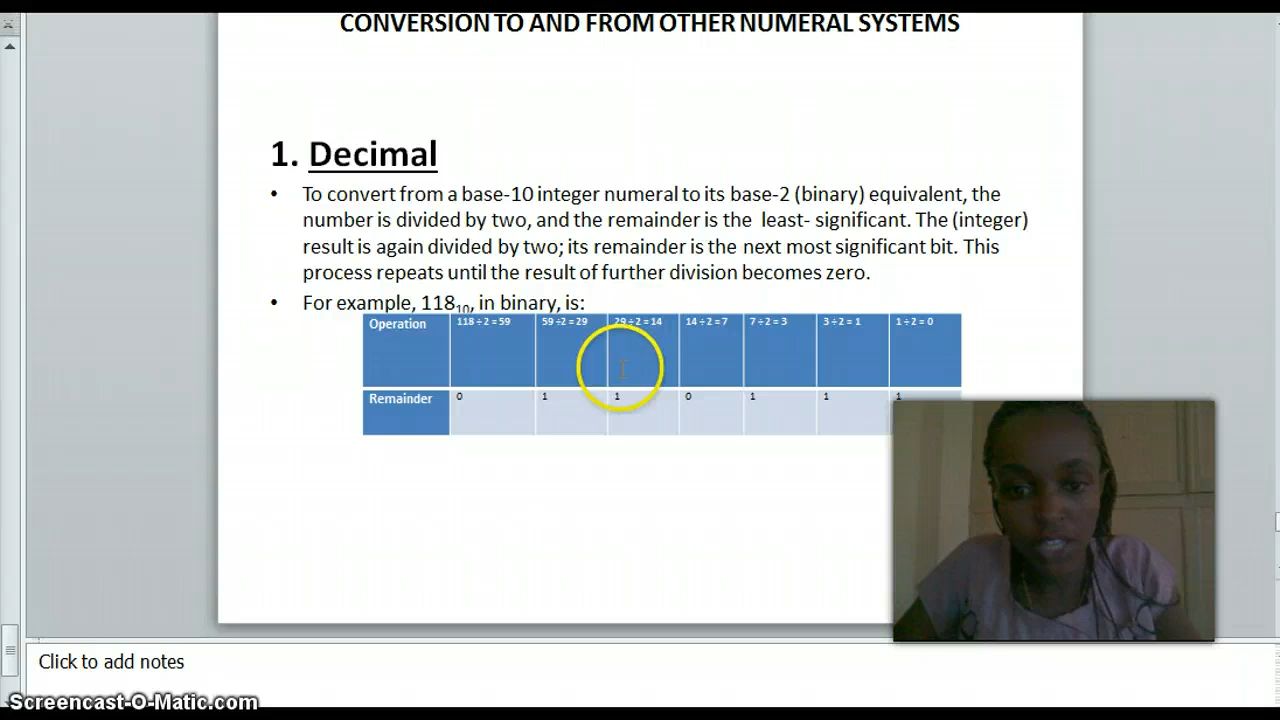 CONVERSION TO AND FROM OTHER NUMERAL SYSTEMS
1. Decimal
• To convert from a base-10 integer numeral to its base-2 (binary) equivalent, the
number is divided by two, and the remainder is the least- significant. The (integer)
result is again divided by two; its remainder is the next most significant bit. This
process repeats until the result of further division becomes zero.
• For example, 118₁₀, in binary, is:
Operation 118 ÷ 2 = 59 59 ÷2 = 29 29 ÷ 2 = 14 14 ÷ 2 = 7 7 ÷ 2 = 3 3 ÷ 2 = 1 1 ÷ 2 = 0
Remainder 0 1 1 0 1 1 1
Click to add notes
Screencast-O-Matic.com